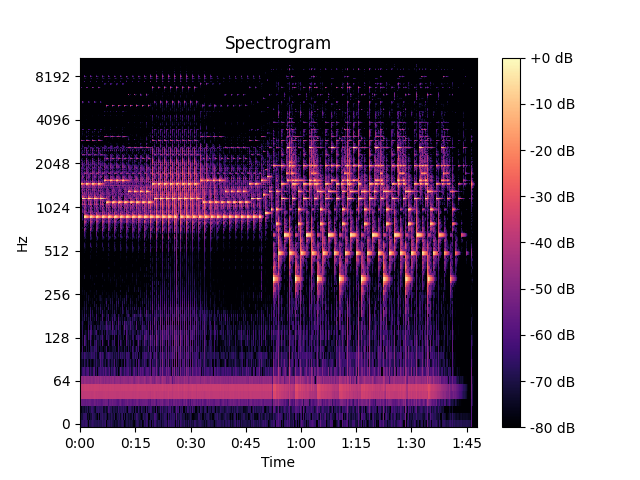 Spectrogram
8192
4096
2048
1024
512
256
128
64
0
Hz
0:00 0:15 0:30 0:45 1:00 1:15 1:30 1:45
Time
+0 dB
-10 dB
-20 dB
-30 dB
-40 dB
-50 dB
-60 dB
-70 dB
-80 dB